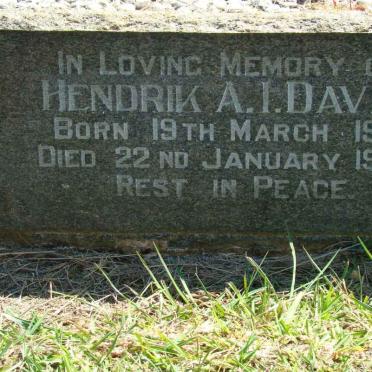 In Loving Memory
Hendrik A.I. Dav
Born 19th March 19
Died 22nd January 19
Rest in Peace